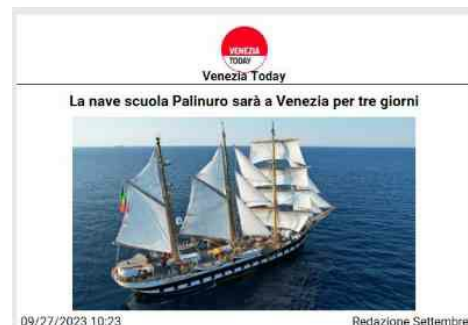 VENEZIA
TODAY
Venezia Today
La nave scuola Palinuro sarà a Venezia per tre giorni
09/27/2023 10:23
Redazione Settembre